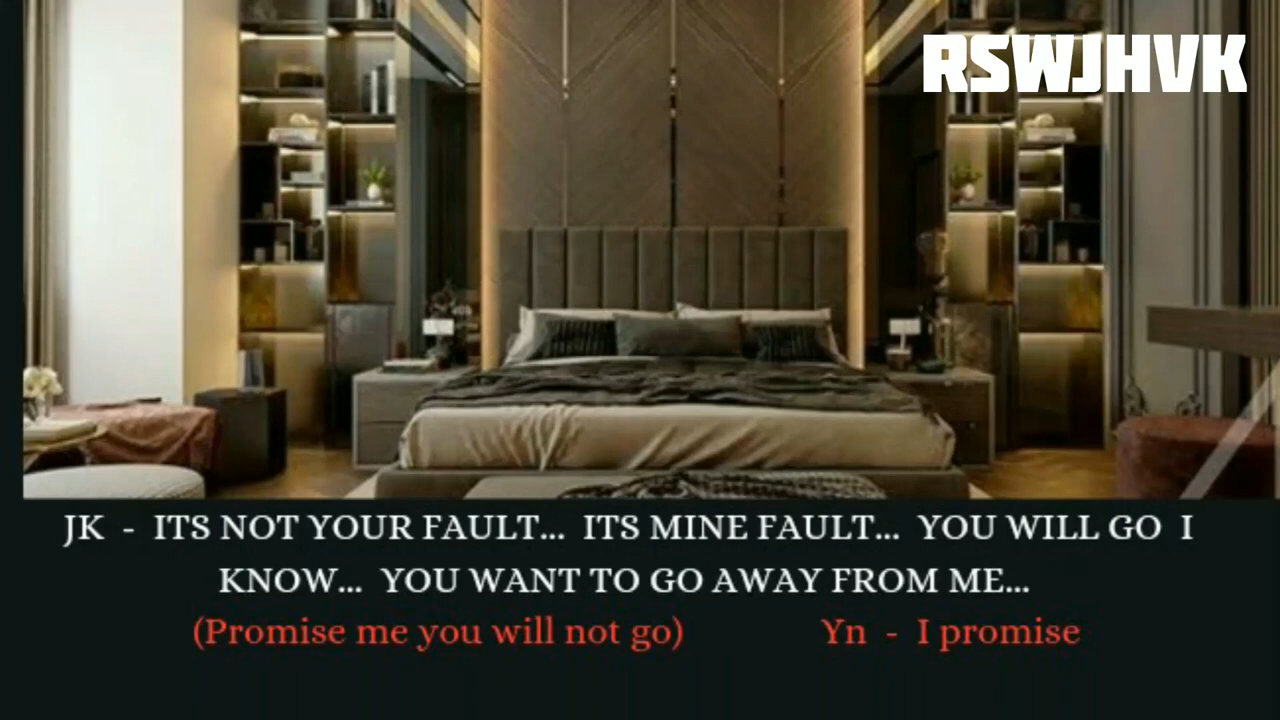 RSWJHVK
JK - ITS NOT YOUR FAULT... ITS MINE FAULT... YOU WILL GO I
KNOW... YOU WANT TO GO AWAY FROM ME...
(Promise me you will not go) Yn - I promise